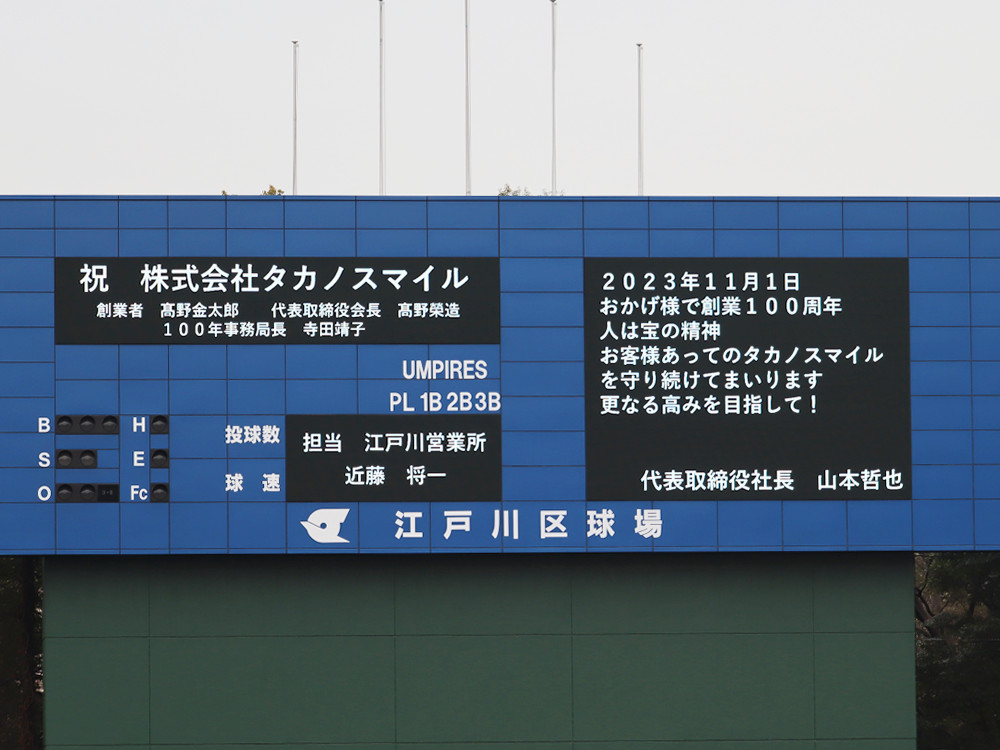 祝　株式会社タカノスマイル
創業者　髙野金太郎　　代表取締役会長　髙野榮造
１００年事務局長　寺田靖子
２０２３年１１月１日
おかげ様で創業１００周年
人は宝の精神
お客様あってのタカノスマイル
を守り続けてまいります
更なる高みを目指して！
代表取締役社長　山本哲也
UMPIRES
PL 1B 2B 3B
B H
S E
O Fc
投球数
球速
担当　江戸川営業所
近藤　将一
江戸川区球場